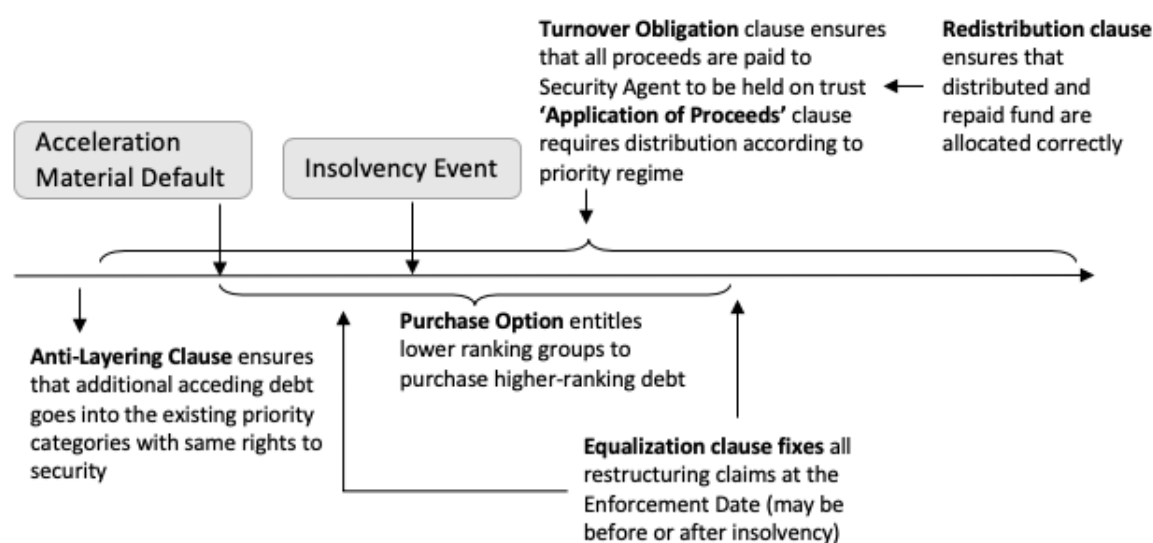 Turnover Obligation clause ensures
that all proceeds are paid to
Security Agent to be held on trust
‘Application of Proceeds’ clause
requires distribution according to
priority regime
Redistribution clause
ensures that
distributed and
repaid fund are
allocated correctly
Acceleration
Material Default
Insolvency Event
Anti-Layering Clause ensures
that additional acceding debt
goes into the existing priority
categories with same rights to
security
Purchase Option entitles
lower ranking groups to
purchase higher-ranking debt
Equalization clause fixes all
restructuring claims at the
Enforcement Date (may be
before or after insolvency)